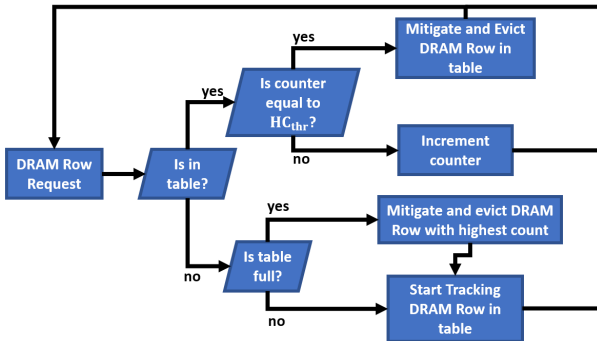 Mitigate and Evict
DRAM Row in
table
yes
Is counter
equal to
HCthr?
yes
no
Increment
counter
DRAM Row
Request
Is in
table?
no
yes
Mitigate and evict DRAM
Row with highest count
Is table
full?
no
Start Tracking
DRAM Row in
table